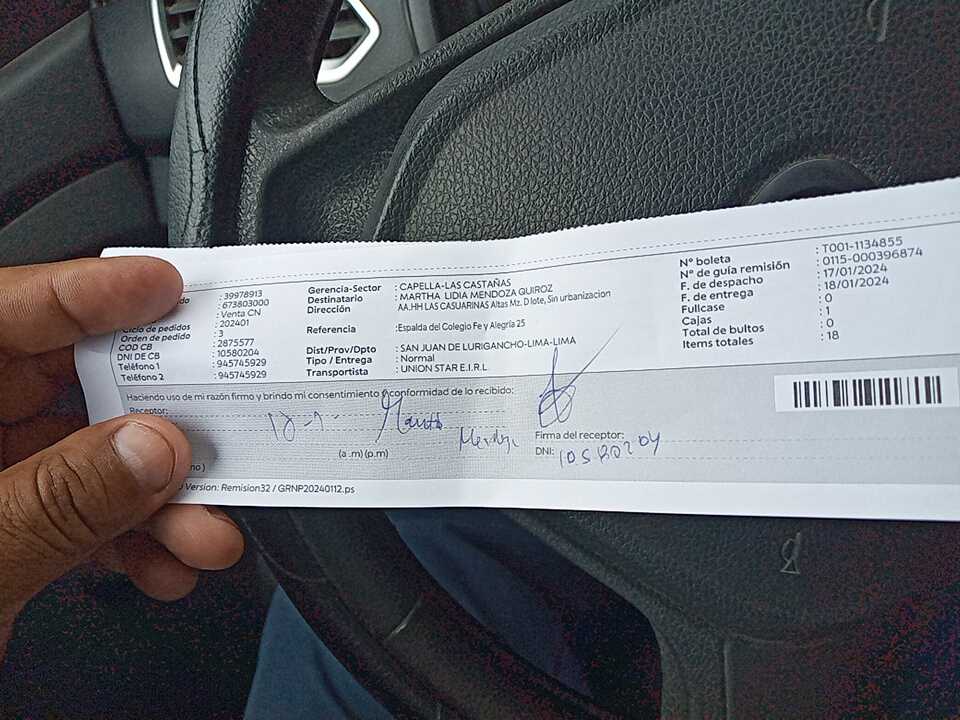 : 39978913
: 673803000
: Venta CN
Ciclo de pedidos : 202401
Orden de pedido : 3
COD CB : 2875577
DNI DE CB : 10580204
Teléfono 1 : 945745929
Teléfono 2 : 945745929
Gerencia-Sector : CAPELLA-LAS CASTAÑAS
Destinatario : MARTHA LIDIA MENDOZA QUIROZ
Dirección : AA.HH LAS CASUARINAS Altas Mz. D lote, Sin urbanizacion
Referencia : Espalda del Colegio Fe y Alegria 25
Dist/Prov/Dpto : SAN JUAN DE LURIGANCHO-LIMA-LIMA
Tipo / Entrega : Normal
Transportista : UNION STAR E.I.R.L
N° boleta : T001-1134855
N° de guía remisión : 0115-000396874
F. de despacho : 17/01/2024
F. de entrega : 18/01/2024
Fullcase : 0
Cajas : 1
Total de bultos : 0
Items totales : 18
Haciendo uso de mi razón firmo y brindo mi consentimiento y conformidad de lo recibido:
Receptor:
(a .m) (p.m)
Firma del receptor:
DNI: 10580204
Version: Remision32 / GRNP20240112.ps